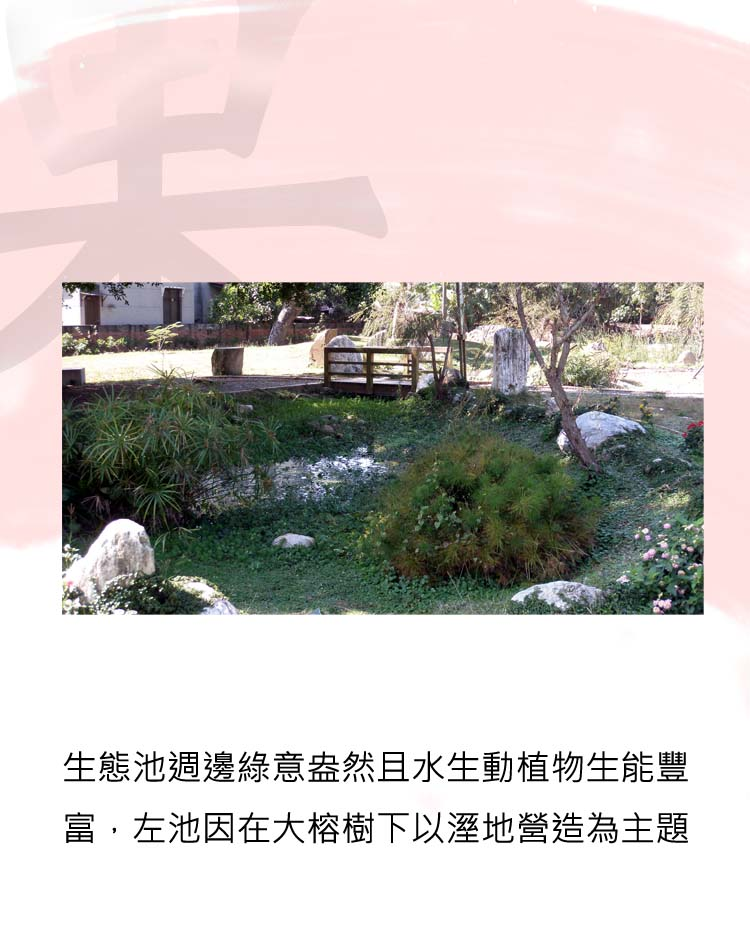 果
生態池週邊綠意盎然且水生動植物生能豐
富，左池因在大榕樹下以溼地營造為主題